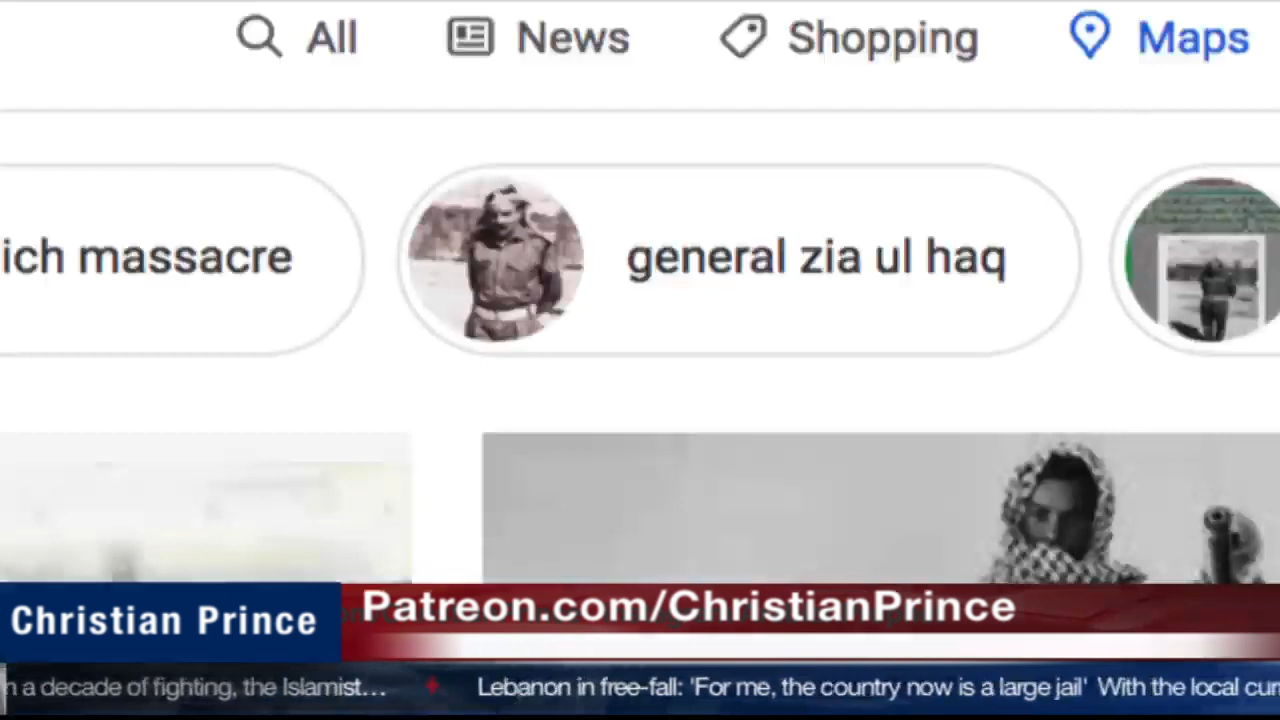 All News Shopping Maps
ich massacre general zia ul haq
Christian Prince Patreon.com/ChristianPrince
n a decade of fighting, the Islamist... Lebanon in free-fall: 'For me, the country now is a large jail' With the local cur